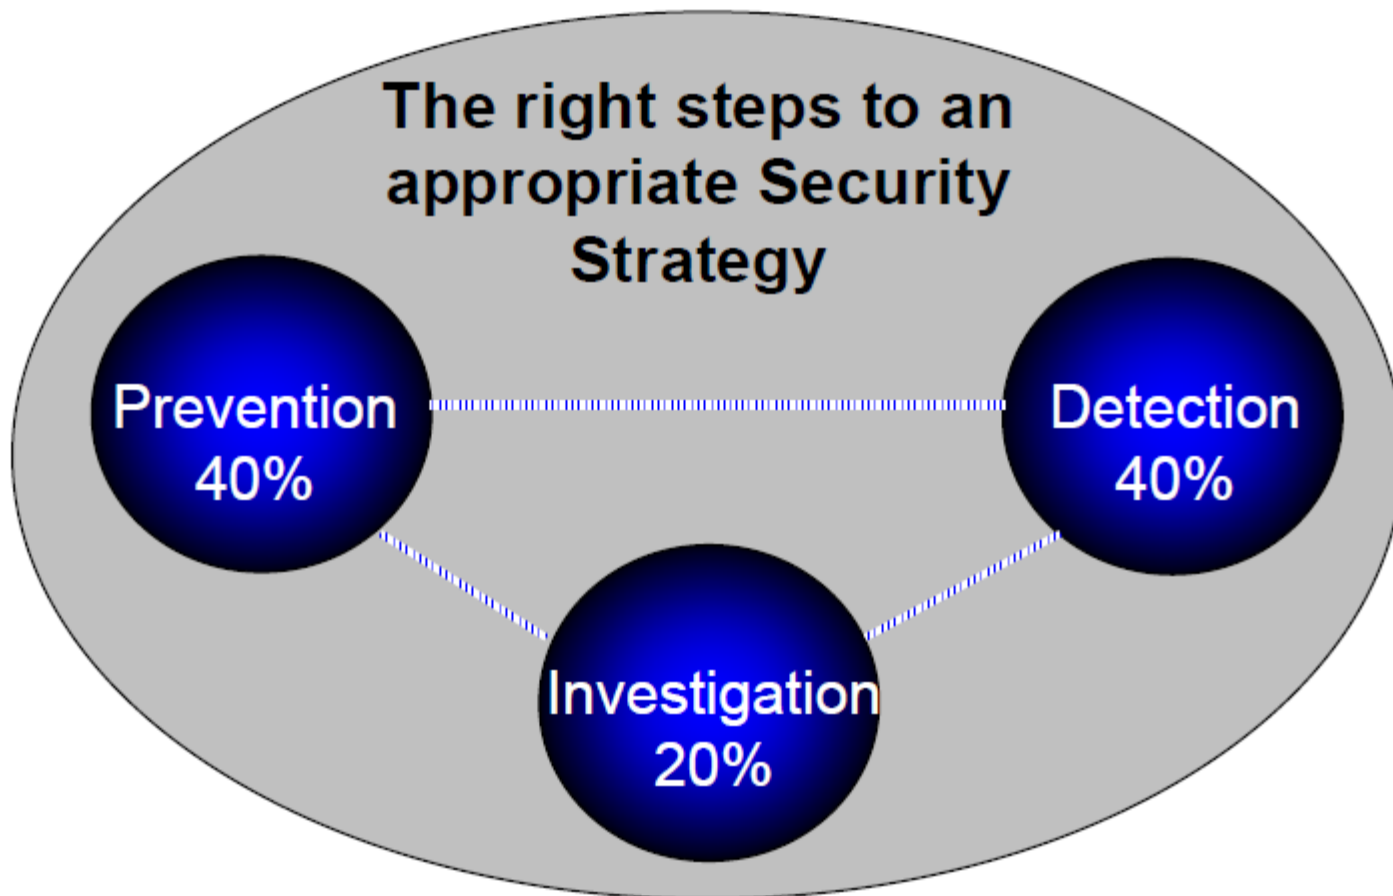 The right steps to an
appropriate Security
Strategy
Prevention
40%
Detection
40%
Investigation
20%